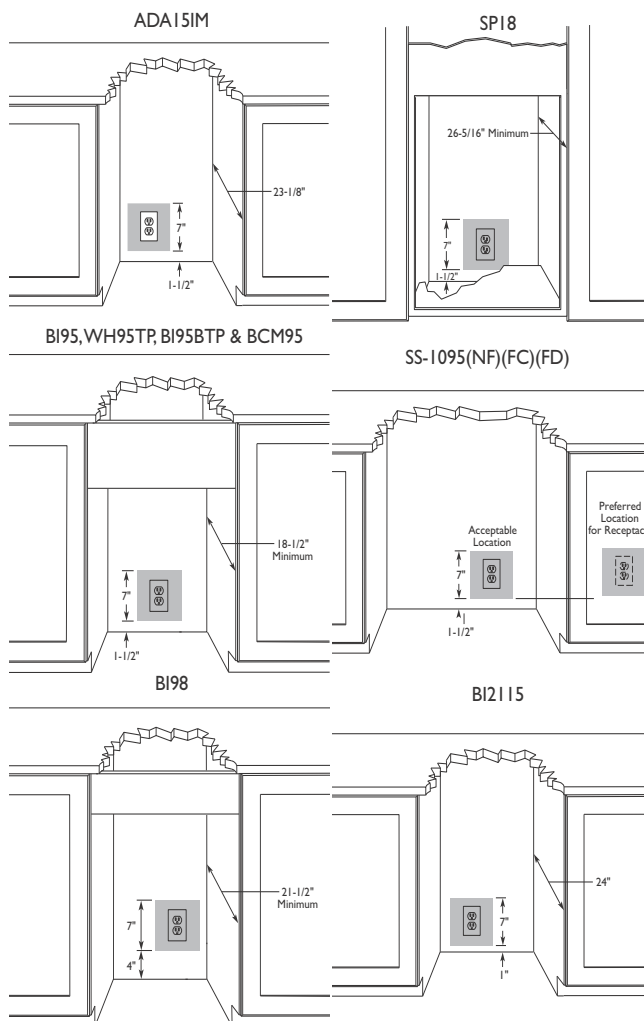 ADA15IM
23-1/8"
7"
1-1/2"
SP18
26-5/16" Minimum
7"
1-1/2"
BI95, WH95TP, BI95BTP & BCM95
18-1/2"
Minimum
7"
1-1/2"
SS-1095(NF)(FC)(FD)
Acceptable
Location
Preferred
Location
for Receptac
7"
1-1/2"
BI98
21-1/2"
Minimum
7"
4"
BI2115
24"
7"
1"